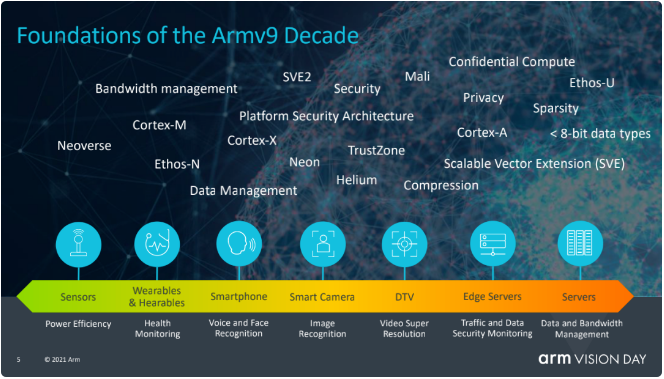 Foundations of the Armv9 Decade
Confidential Compute
SVE2
Mali
Ethos-U
Bandwidth management
Security
Privacy
Sparsity
Platform Security Architecture
Cortex-M
Cortex-X
Cortex-A
< 8-bit data types
Neoverse
TrustZone
Ethos-N
Neon
Scalable Vector Extension (SVE)
Helium
Compression
Data Management
Sensors
Wearables
& Hearables
Smartphone
Smart Camera
DTV
Edge Servers
Servers
Power Efficiency
Health
Monitoring
Voice and Face
Recognition
Image
Recognition
Video Super
Resolution
Traffic and Data
Security Monitoring
Data and Bandwidth
Management
5
© 2021 Arm
arm VISION DAY